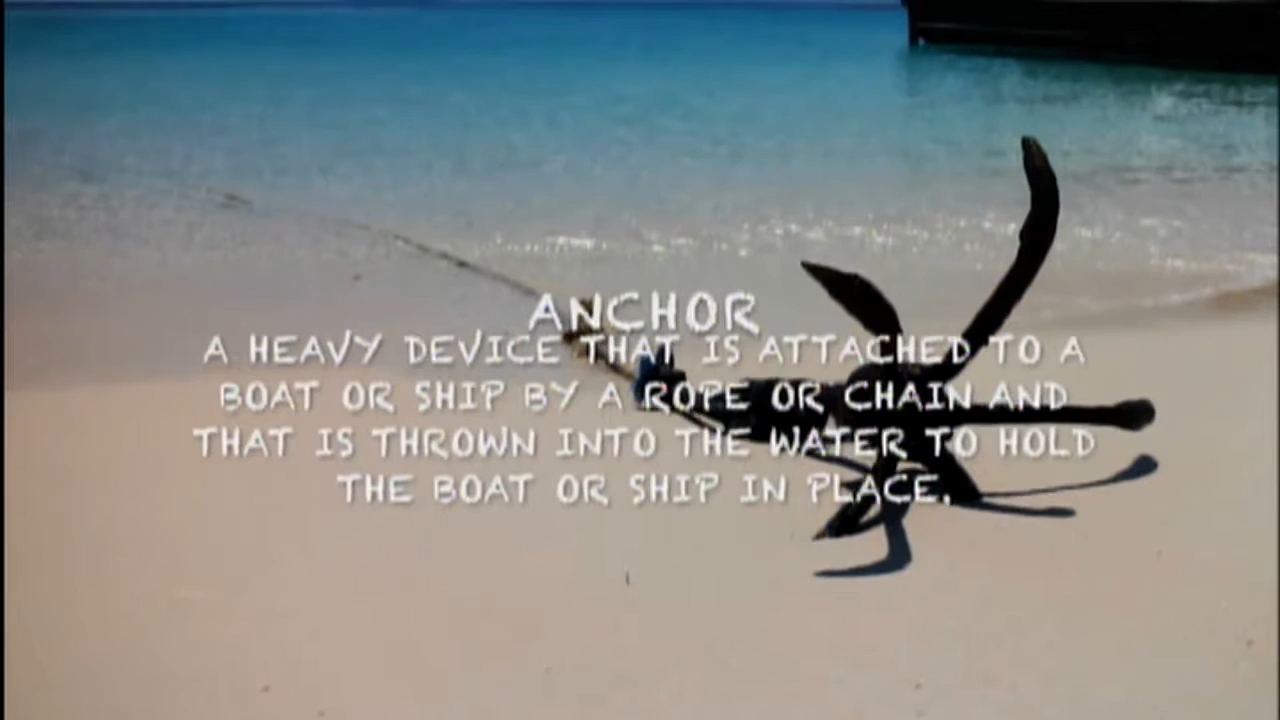 ANCHOR
A HEAVY DEVICE THAT IS ATTACHED TO A
BOAT OR SHIP BY A ROPE OR CHAIN AND
THAT IS THROWN INTO THE WATER TO HOLD
THE BOAT OR SHIP IN PLACE.